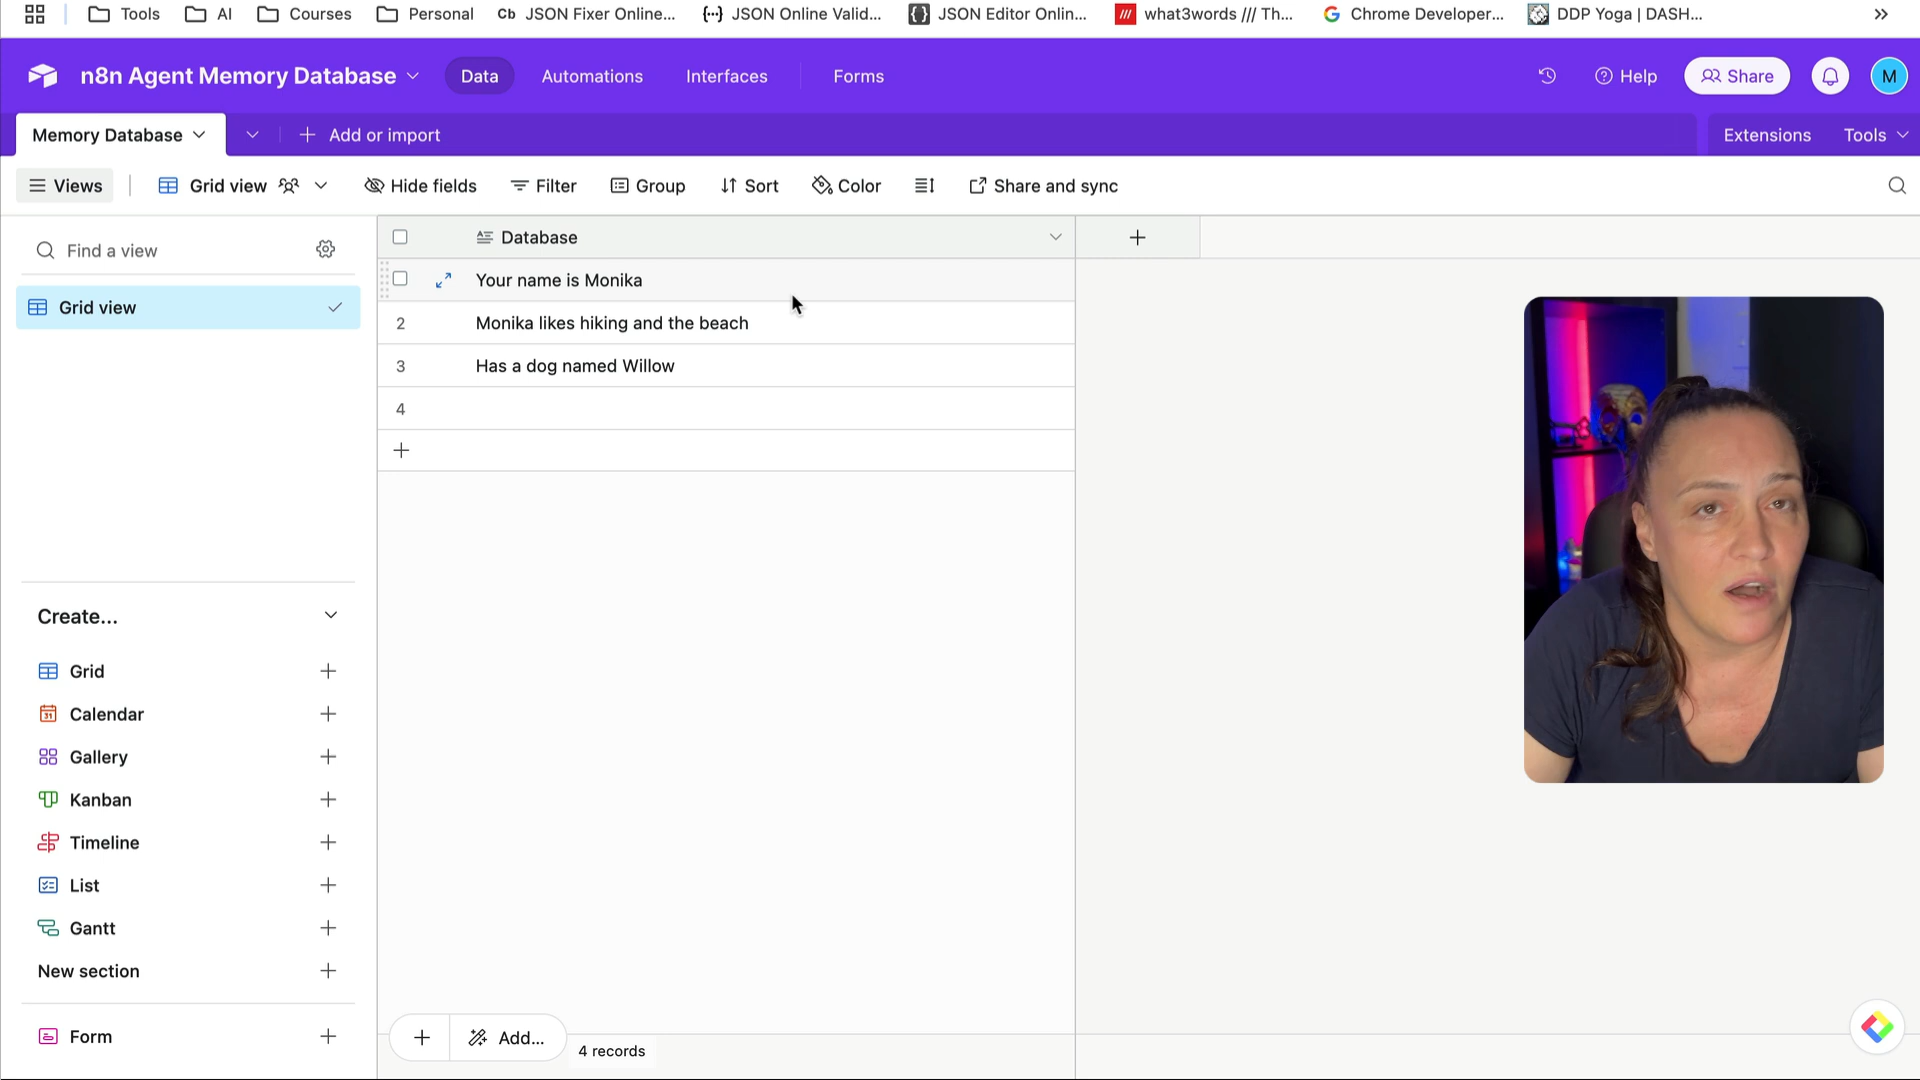 Tools AI Courses Personal Cb JSON Fixer Online... {···} JSON Online Valid... { } JSON Editor Onlin... /// what3words /// Th... G Chrome Developer... DDP Yoga | DASH... »
n8n Agent Memory Database Data Automations Interfaces Forms Help Share M
Memory Database + Add or import Extensions Tools
Views Grid view Hide fields Filter Group Sort Color Share and sync
Find a view
Grid view
Database
Your name is Monika
2 Monika likes hiking and the beach
3 Has a dog named Willow
4
+
Create...
Grid +
31 Calendar +
Gallery +
Kanban +
Timeline +
List +
Gantt +
New section +
Form +
+ Add...
4 records